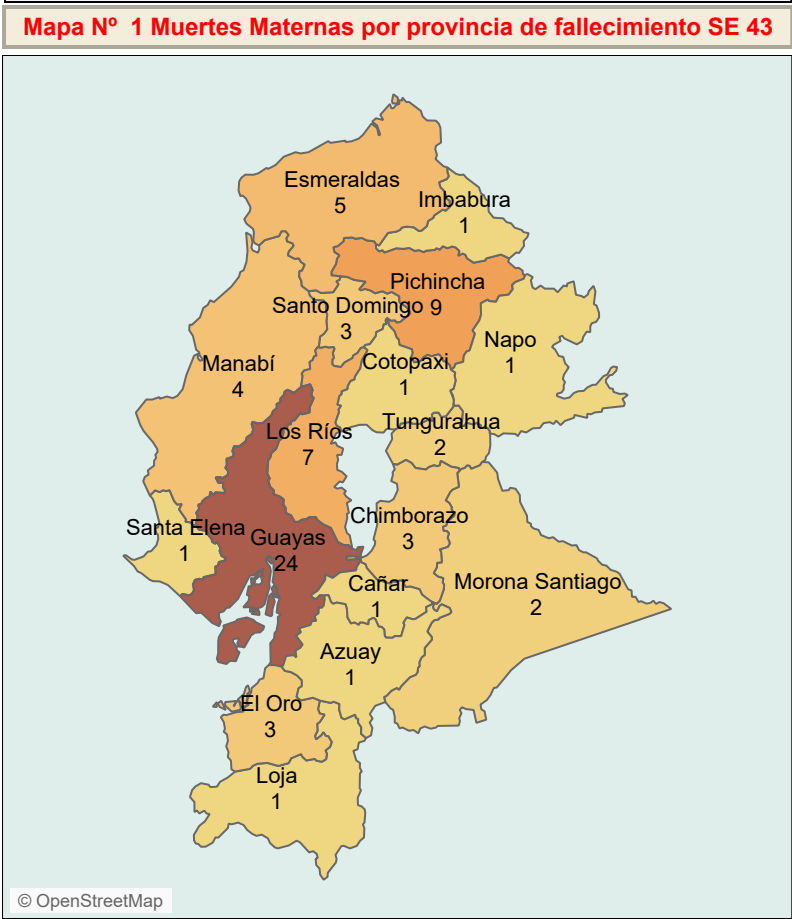 Mapa Nº 1 Muertes Maternas por provincia de fallecimiento SE 43
Esmeraldas
5
Imbabura
1
Pichincha
9
Santo Domingo
3
Napo
1
Manabí
4
Cotopaxi
1
Tungurahua
2
Los Ríos
7
Santa Elena
1
Guayas
24
Chimborazo
3
Cañar
1
Morona Santiago
2
Azuay
1
El Oro
3
Loja
1
© OpenStreetMap